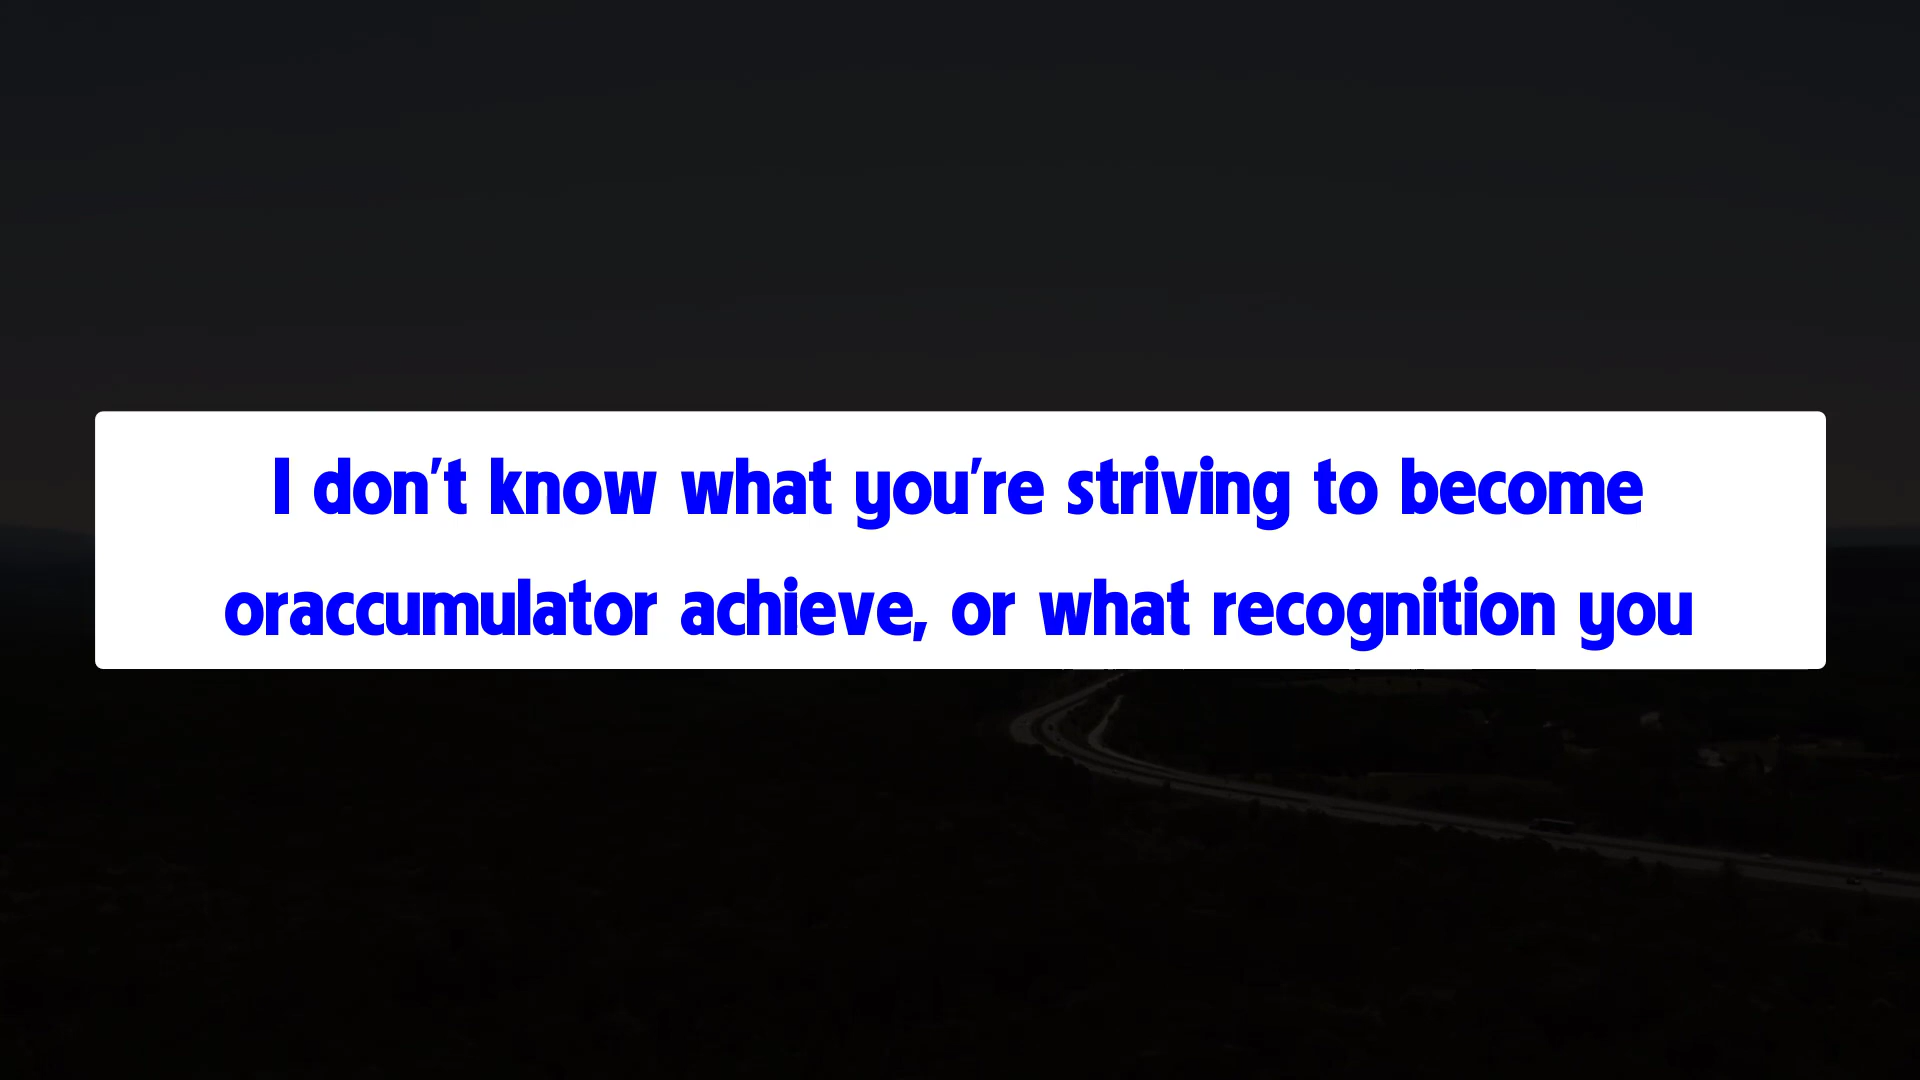 I don't know what you're striving to become
oraccumulator achieve, or what recognition you